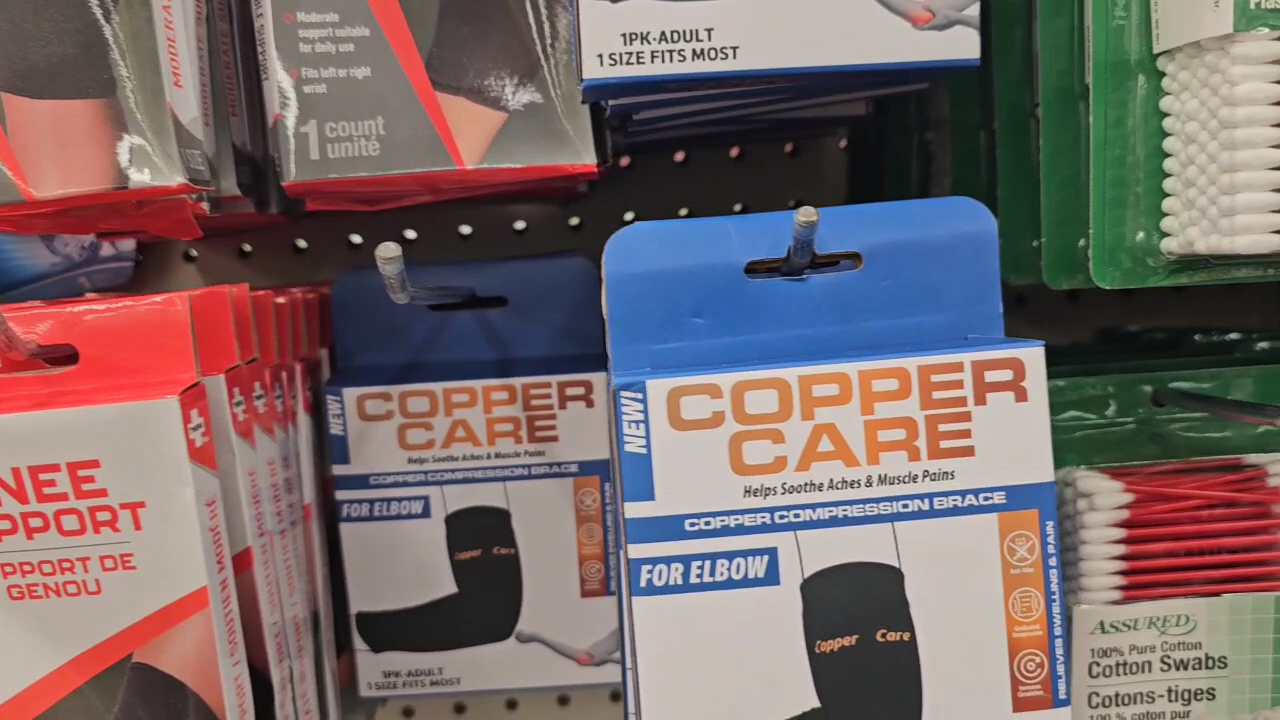 Moderate
support suitable
for daily use
Fits left or right
wrist
1 count
unité
1PK-ADULT
1 SIZE FITS MOST
NEE
PPORT
PPORT DE
GENOU
NEW!
COPPER
CARE
Helps Soothe Aches & Muscle Pains
COPPER COMPRESSION BRACE
FOR ELBOW
Copper Care
1PK-ADULT
1 SIZE FITS MOST
NEW!
COPPER
CARE
Helps Soothe Aches & Muscle Pains
COPPER COMPRESSION BRACE
FOR ELBOW
Copper Care
RELIEVES SWELLING & PAIN
ASSURED
100% Pure Cotton
Cotton Swabs
Cotons-tiges
100 % coton pur